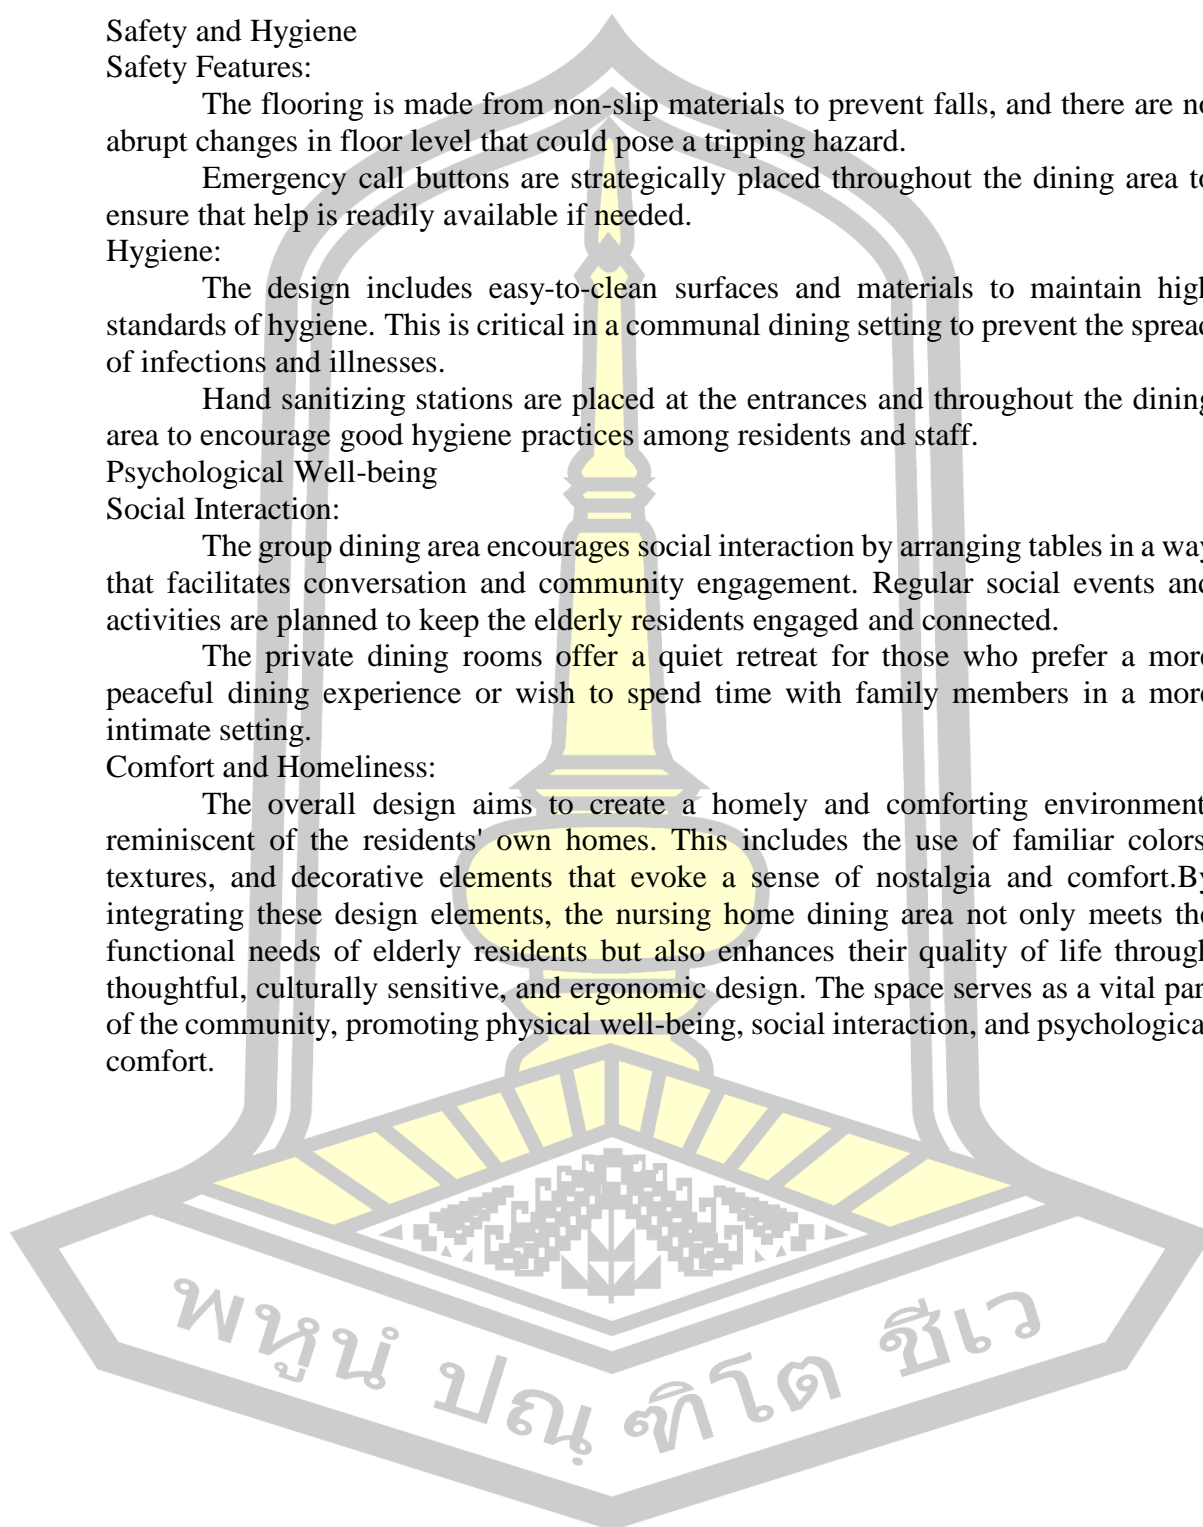 Safety and Hygiene
Safety Features:
The flooring is made from non-slip materials to prevent falls, and there are no
abrupt changes in floor level that could pose a tripping hazard.
Emergency call buttons are strategically placed throughout the dining area to
ensure that help is readily available if needed.
Hygiene:
The design includes easy-to-clean surfaces and materials to maintain high
standards of hygiene. This is critical in a communal dining setting to prevent the spread
of infections and illnesses.
Hand sanitizing stations are placed at the entrances and throughout the dining
area to encourage good hygiene practices among residents and staff.
Psychological Well-being
Social Interaction:
The group dining area encourages social interaction by arranging tables in a way
that facilitates conversation and community engagement. Regular social events and
activities are planned to keep the elderly residents engaged and connected.
The private dining rooms offer a quiet retreat for those who prefer a more
peaceful dining experience or wish to spend time with family members in a more
intimate setting.
Comfort and Homeliness:
The overall design aims to create a homely and comforting environment
reminiscent of the residents' own homes. This includes the use of familiar colors
textures, and decorative elements that evoke a sense of nostalgia and comfort.By
integrating these design elements, the nursing home dining area not only meets the
functional needs of elderly residents but also enhances their quality of life through
thoughtful, culturally sensitive, and ergonomic design. The space serves as a vital par
of the community, promoting physical well-being, social interaction, and psychologica
comfort.
พหูนํ ปณฺฑิโต ชีเว